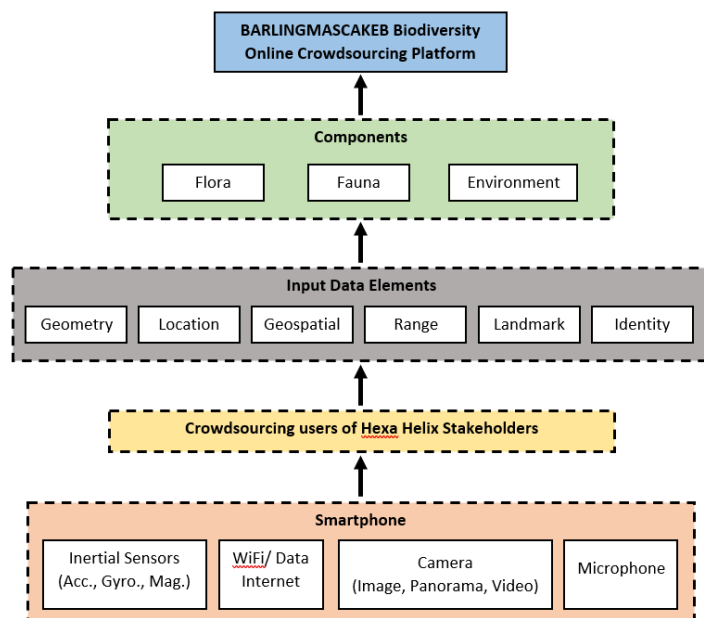 BARLINGMASCAKEB Biodiversity
Online Crowdsourcing Platform
Components
Flora
Fauna
Environment
Input Data Elements
Geometry
Location
Geospatial
Range
Landmark
Identity
Crowdsourcing users of Hexa Helix Stakeholders
Smartphone
Inertial Sensors
(Acc., Gyro., Mag.)
WiFi/ Data
Internet
Camera
(Image, Panorama, Video)
Microphone